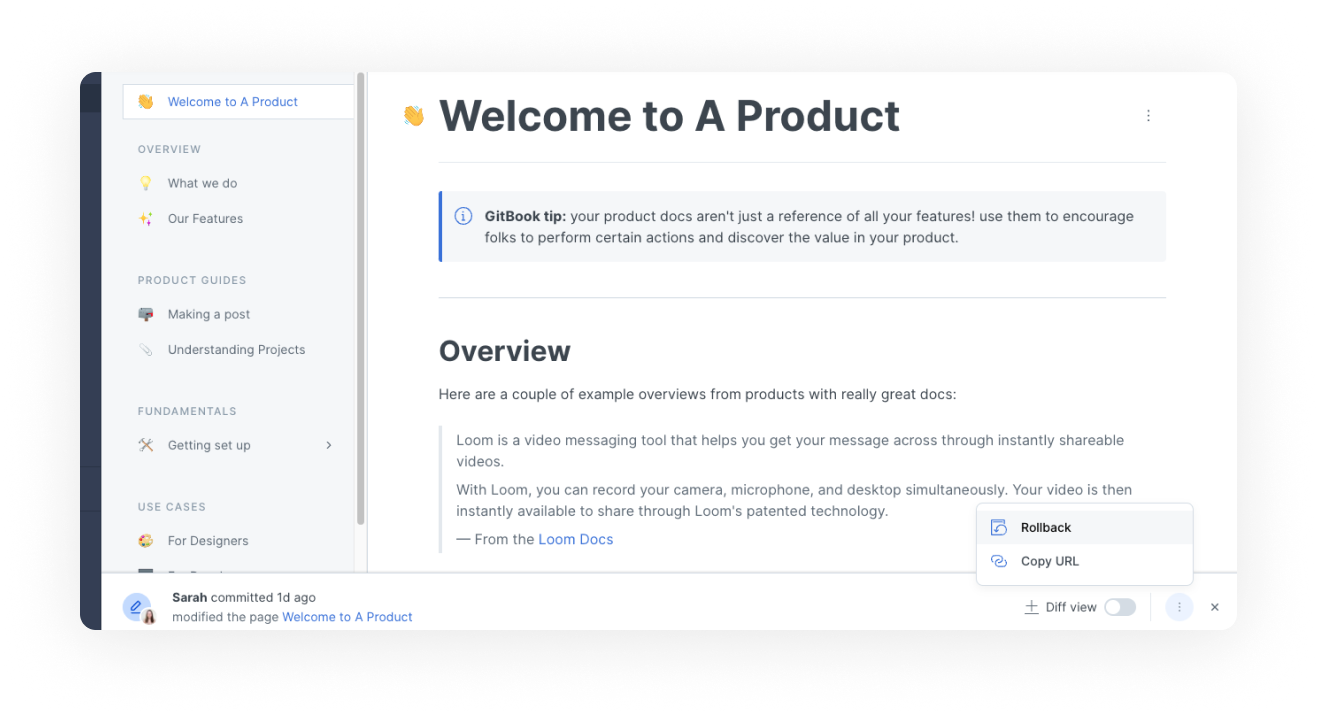 Welcome to A Product
OVERVIEW
What we do
Our Features
PRODUCT GUIDES
Making a post
Understanding Projects
FUNDAMENTALS
Getting set up
USE CASES
For Designers
Welcome to A Product
GitBook tip: your product docs aren't just a reference of all your features! use them to encourage
folks to perform certain actions and discover the value in your product.
Overview
Here are a couple of example overviews from products with really great docs:
Loom is a video messaging tool that helps you get your message across through instantly shareable
videos.
With Loom, you can record your camera, microphone, and desktop simultaneously. Your video is then
instantly available to share through Loom's patented technology.
— From the Loom Docs
Rollback
Copy URL
Sarah committed 1d ago
modified the page Welcome to A Product
Diff view